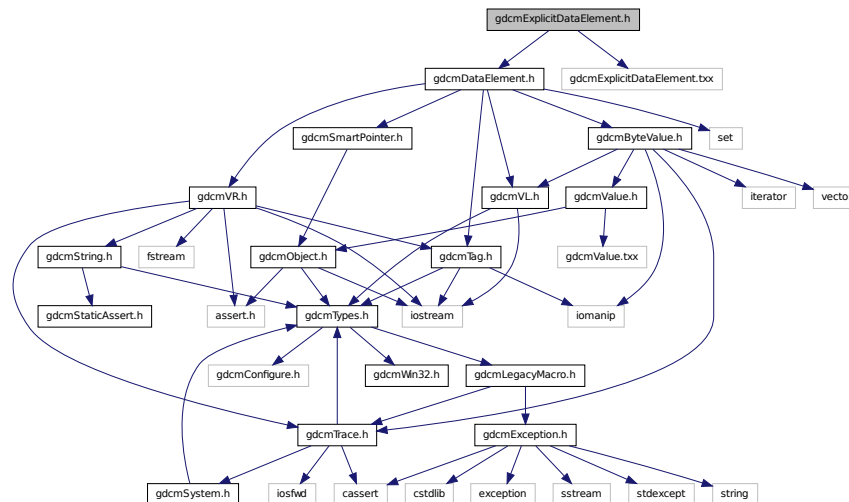 gdcmExplicitDataElement.h
gdcmDataElement.h
gdcmExplicitDataElement.txx
gdcmSmartPointer.h
gdcmByteValue.h
set
gdcmVR.h
gdcmVL.h
gdcmValue.h
iterator
vecto
gdcmString.h
fstream
gdcmObject.h
gdcmTag.h
gdcmValue.txx
gdcmStaticAssert.h
assert.h
gdcmTypes.h
iostream
iomanip
gdcmConfigure.h
gdcmWin32.h
gdcmLegacyMacro.h
gdcmTrace.h
gdcmException.h
gdcmSystem.h
iosfwd
cassert
cstdlib
exception
sstream
stdexcept
string